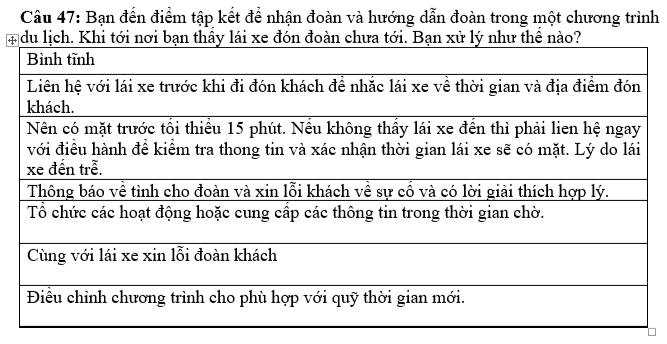 Câu 47: Bạn đến điểm tập kết để nhận đoàn và hướng dẫn đoàn trong một chương trình
du lịch. Khi tới nơi bạn thấy lái xe đón đoàn chưa tới. Bạn xử lý như thế nào?
Bình tĩnh
Liên hệ với lái xe trước khi đi đón khách để nhắc lái xe về thời gian và địa điểm đón
khách.
Nên có mặt trước tối thiểu 15 phút. Nếu không thấy lái xe đến thì phải lien hệ ngay
với điều hành để kiểm tra thong tin và xác nhận thời gian lái xe sẽ có mặt. Lý do lái
xe đến trễ.
Thông báo về tình cho đoàn và xin lỗi khách về sự cố và có lời giải thích hợp lý.
Tổ chức các hoạt động hoặc cung cấp các thông tin trong thời gian chờ.
Cùng với lái xe xin lỗi đoàn khách
Điều chỉnh chương trình cho phù hợp với quỹ thời gian mới.